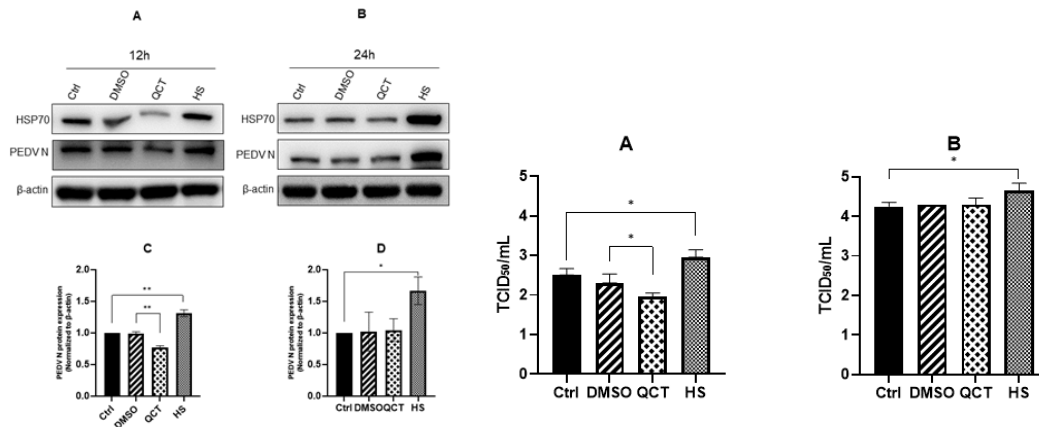 A
B
12h
24h
Ctrl
DMSO
QCT
HS
Ctrl
DMSO
QCT
HS
HSP70
PEDV N
β-actin
HSP70
PEDV N
β-actin
C
D
PEDV N protein expression
(Normalized to β-actin)
2.0
1.5
1.0
0.5
0.0
**
**
Ctrl
DMSO
QCT
HS
PEDV N protein expression
(Normalized to β-actin)
2.0
1.5
1.0
0.5
0.0
*
Ctrl DMSO QCT HS
A
TCID50/mL
5
4
3
2
1
0
*
*
Ctrl DMSO QCT HS
B
TCID50/mL
5
4
3
2
1
0
*
Ctrl DMSO QCT HS